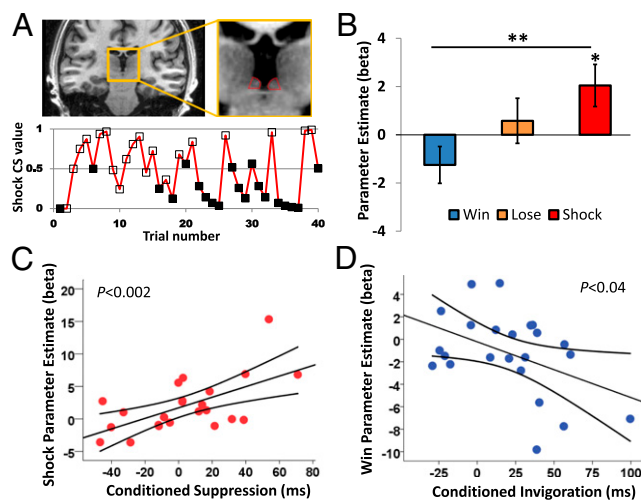 A
1
0.5
0
Shock CS value
0 10 20 30 40
Trial number
B
**
*
4
2
0
-2
-4
Parameter Estimate (beta)
Win Lose Shock
C
P<0.002
20
15
10
5
0
-5
Shock Parameter Estimate (beta)
-40 -20 0 20 40 60 80
Conditioned Suppression (ms)
D
P<0.04
4
2
0
-2
-4
-6
-8
-10
Win Parameter Estimate (beta)
-25 0 25 50 75 100
Conditioned Invigoration (ms)